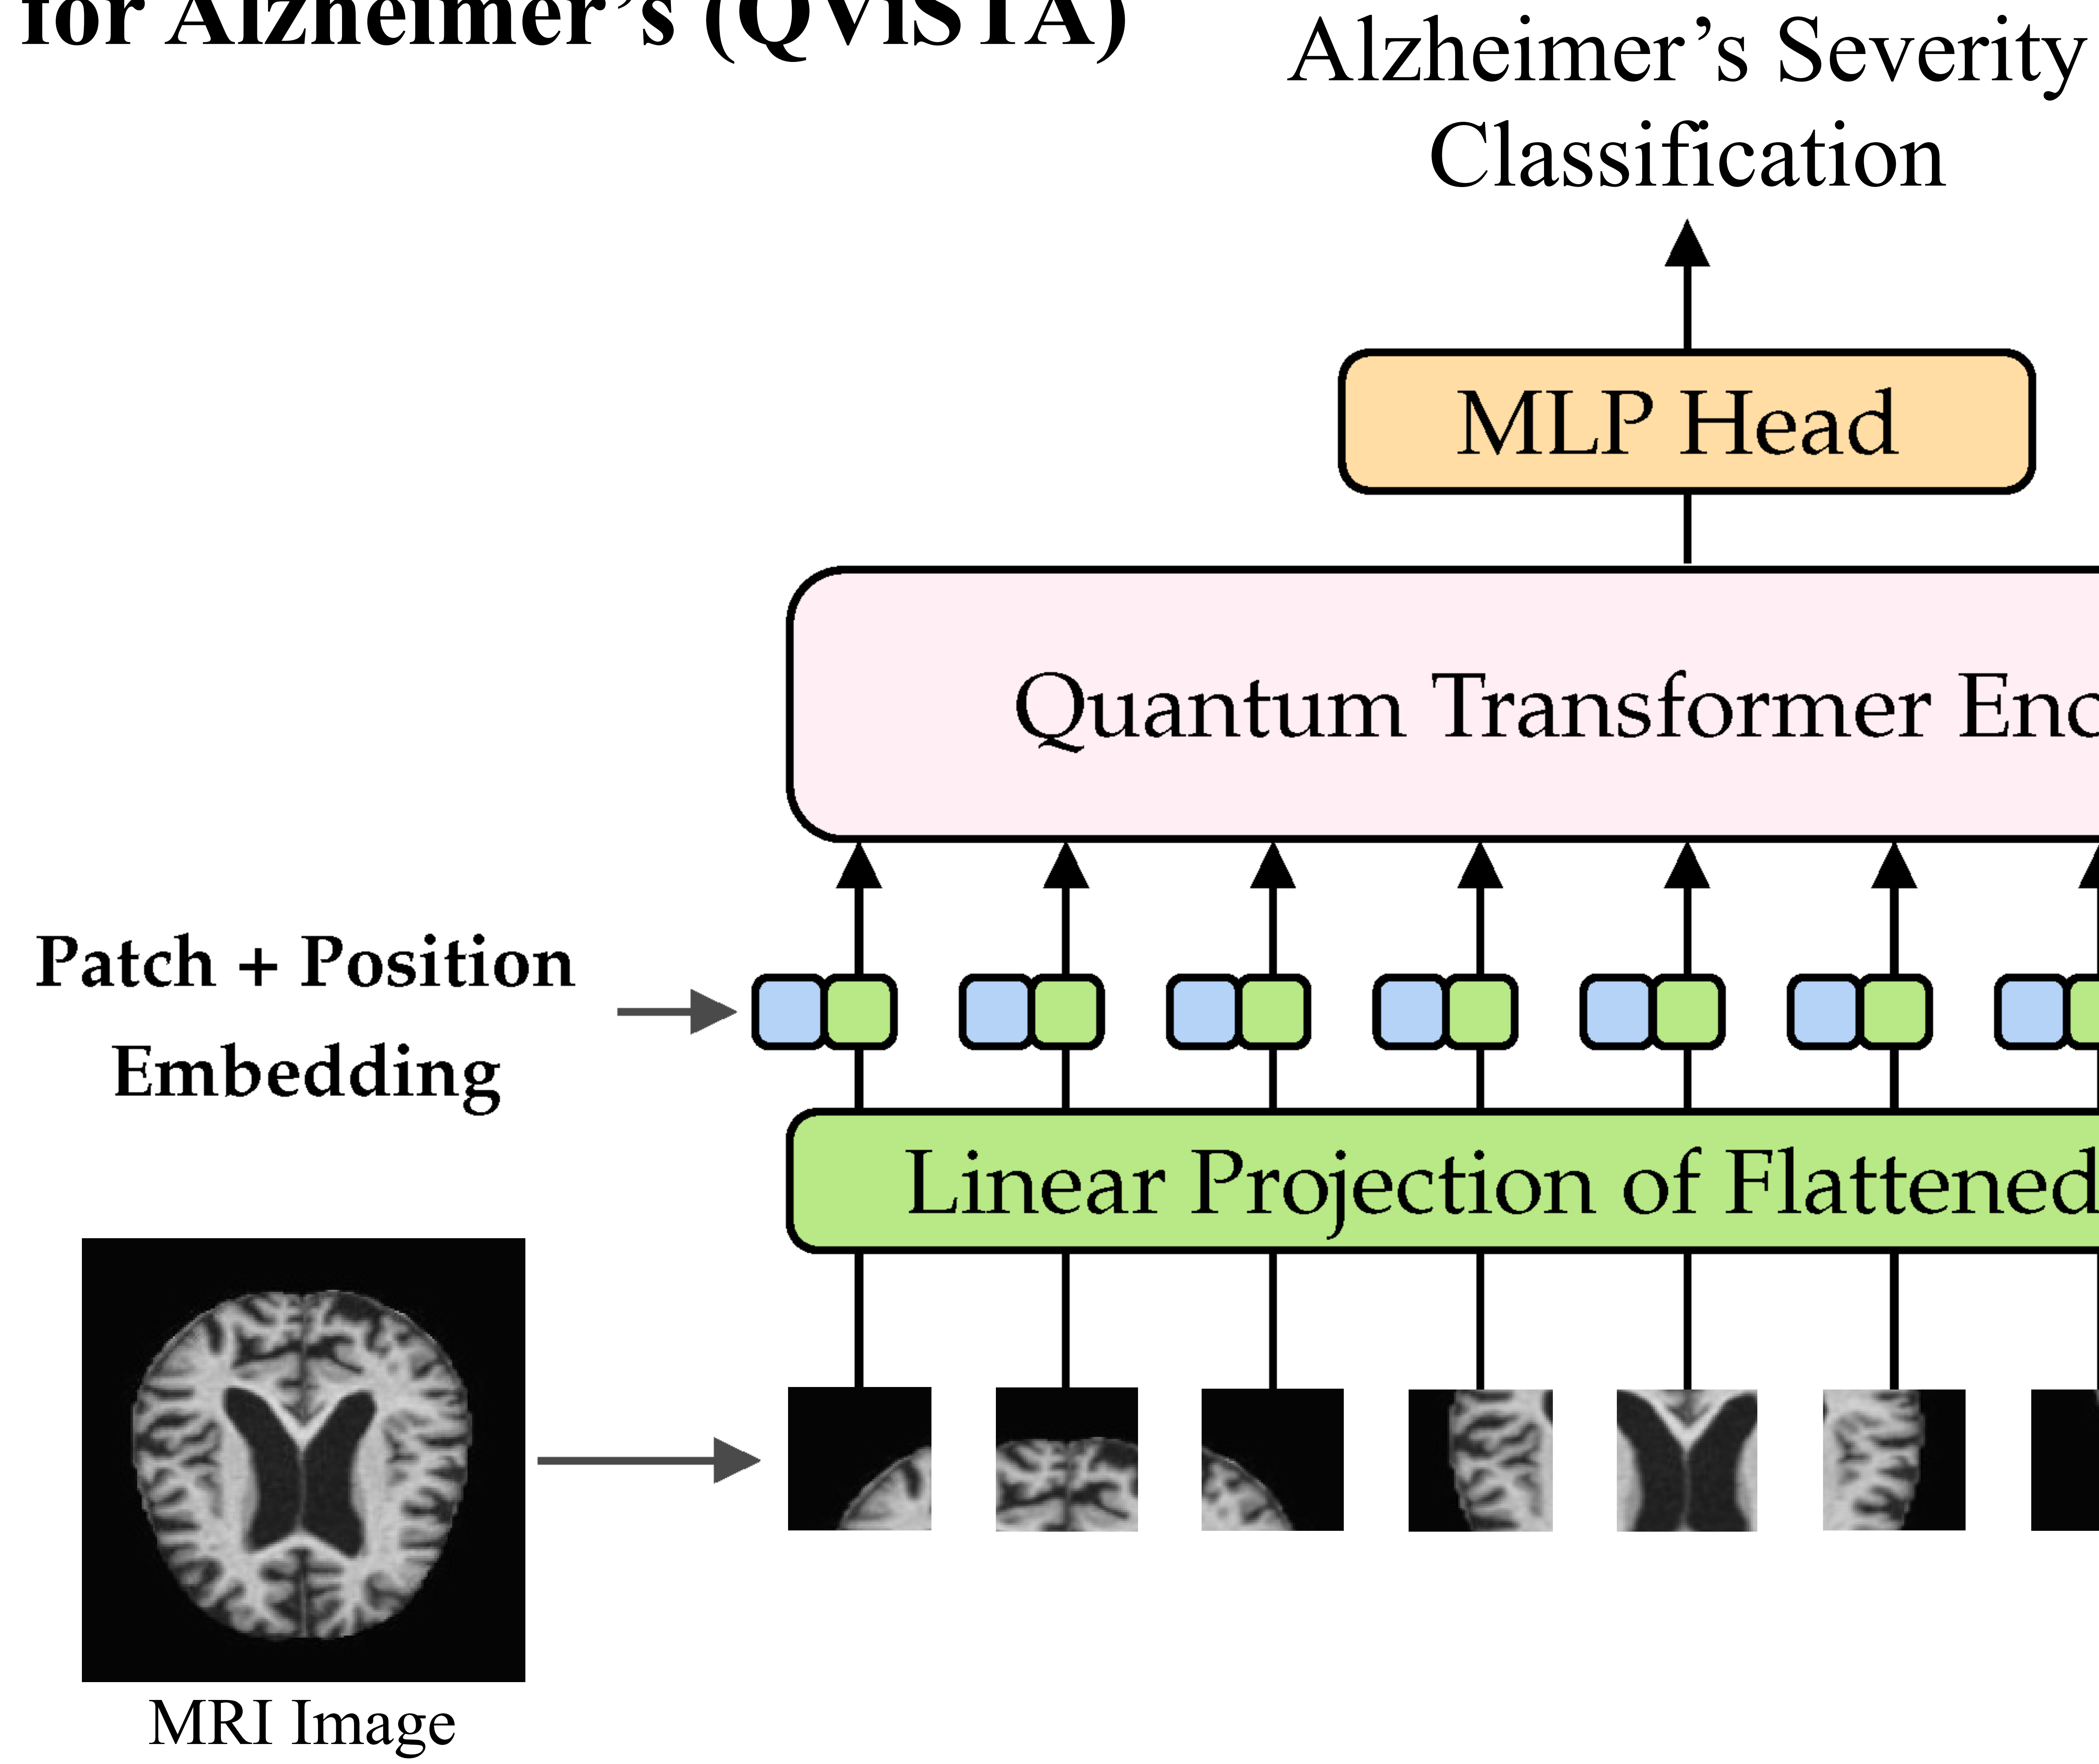 for Alzheimer's (QViSTA)
Alzheimer's Severity
Classification
MLP Head
Quantum Transformer Enc
Patch + Position
Embedding
Linear Projection of Flattened
MRI Image